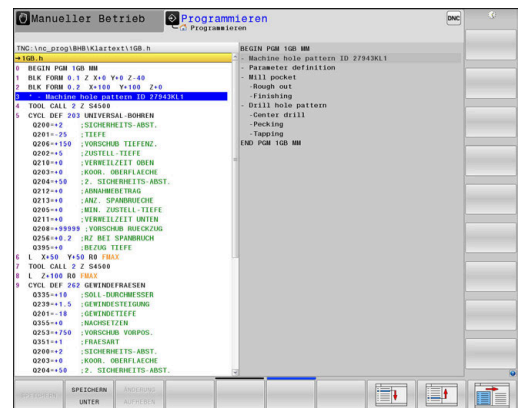 Manueller Betrieb
Programmieren
Programmieren
DNC
TNC:\nc_prog\BHB\Klartext\1GB.h
→1GB.h
0 BEGIN PGM 1GB MM
1 BLK FORM 0.1 Z X+0 Y+0 Z-40
2 BLK FORM 0.2 X+100 Y+100 Z+0
3 * - Machine hole pattern ID 27943KL1
4 TOOL CALL 2 Z S4500
5 CYCL DEF 203 UNIVERSAL-BOHREN
Q200=+2 ;SICHERHEITS-ABST.
Q201=-25 ;TIEFE
Q206=+150 ;VORSCHUB TIEFENZ.
Q202=+5 ;ZUSTELL-TIEFE
Q210=+0 ;VERWEILZEIT OBEN
Q203=+0 ;KOOR. OBERFLAECHE
Q204=+50 ;2. SICHERHEITS-ABST.
Q212=+0 ;ABNAHMEBETRAG
Q213=+0 ;ANZ. SPANBRUECHE
Q205=+0 ;MIN. ZUSTELL-TIEFE
Q211=+0 ;VERWEILZEIT UNTEN
Q208=+99999 ;VORSCHUB RUECKZUG
Q256=+0.2 ;RZ BEI SPANBRUCH
Q395=+0 ;BEZUG TIEFE
6 L X+50 Y+50 R0 FMAX
7 TOOL CALL 2 Z S4500
8 L Z+100 R0 FMAX
9 CYCL DEF 262 GEWINDEFRAESEN
Q335=+10 ;SOLL-DURCHMESSER
Q239=+1.5 ;GEWINDESTEIGUNG
Q201=-18 ;GEWINDETIEFE
Q355=+0 ;NACHSETZEN
Q253=+750 ;VORSCHUB VORPOS.
Q351=+1 ;FRAESART
Q200=+2 ;SICHERHEITS-ABST.
Q203=+0 ;KOOR. OBERFLAECHE
Q204=+50 ;2. SICHERHEITS-ABST.
BEGIN PGM 1GB MM
- Machine hole pattern ID 27943KL1
- Parameter definition
- Mill pocket
-Rough out
-Finishing
- Drill hole pattern
-Center drill
-Pecking
-Tapping
END PGM 1GB MM
SPEICHERN
UNTER